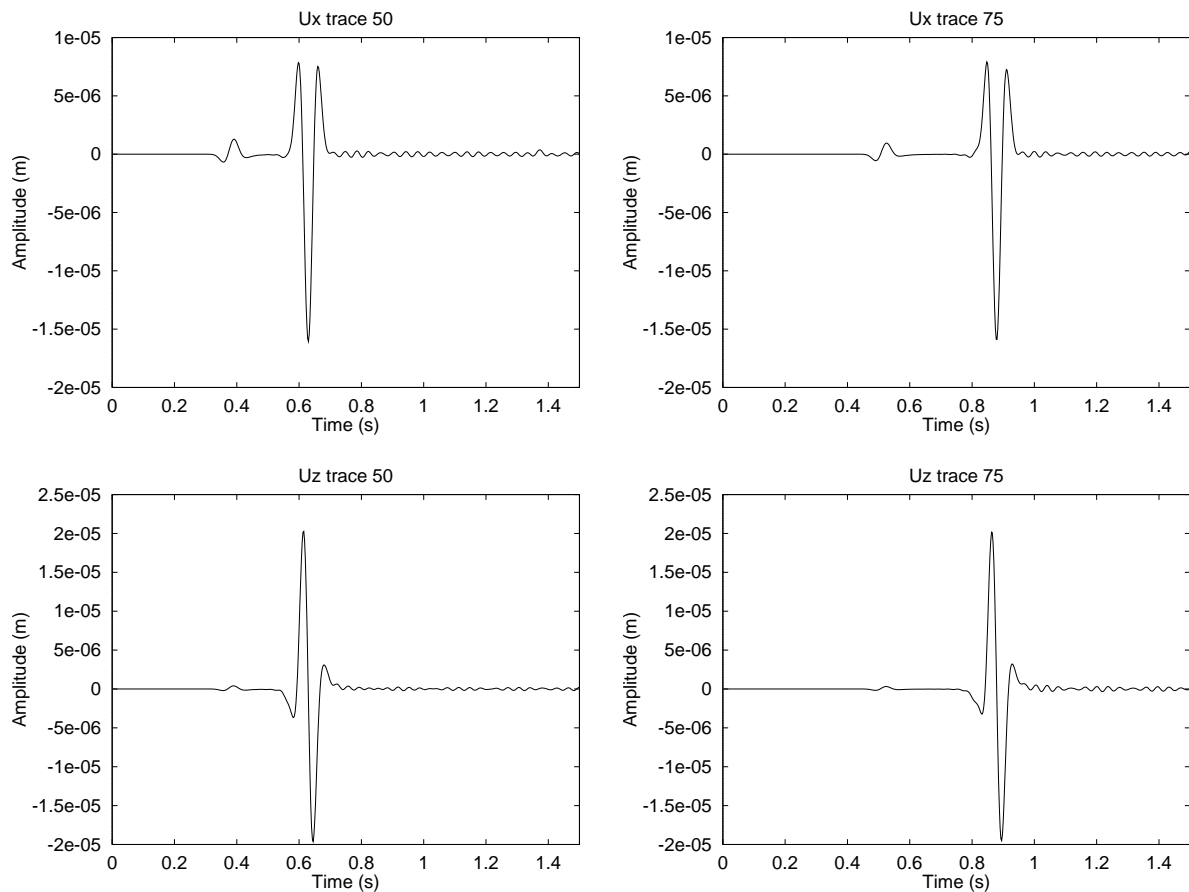 Ux trace 50
1e-05
5e-06
0
-5e-06
-1e-05
-1.5e-05
-2e-05
Amplitude (m)
0 0.2 0.4 0.6 0.8 1 1.2 1.4
Time (s)
Ux trace 75
1e-05
5e-06
0
-5e-06
-1e-05
-1.5e-05
-2e-05
Amplitude (m)
0 0.2 0.4 0.6 0.8 1 1.2 1.4
Time (s)
Uz trace 50
2.5e-05
2e-05
1.5e-05
1e-05
5e-06
0
-5e-06
-1e-05
-1.5e-05
-2e-05
Amplitude (m)
0 0.2 0.4 0.6 0.8 1 1.2 1.4
Time (s)
Uz trace 75
2.5e-05
2e-05
1.5e-05
1e-05
5e-06
0
-5e-06
-1e-05
-1.5e-05
-2e-05
Amplitude (m)
0 0.2 0.4 0.6 0.8 1 1.2 1.4
Time (s)